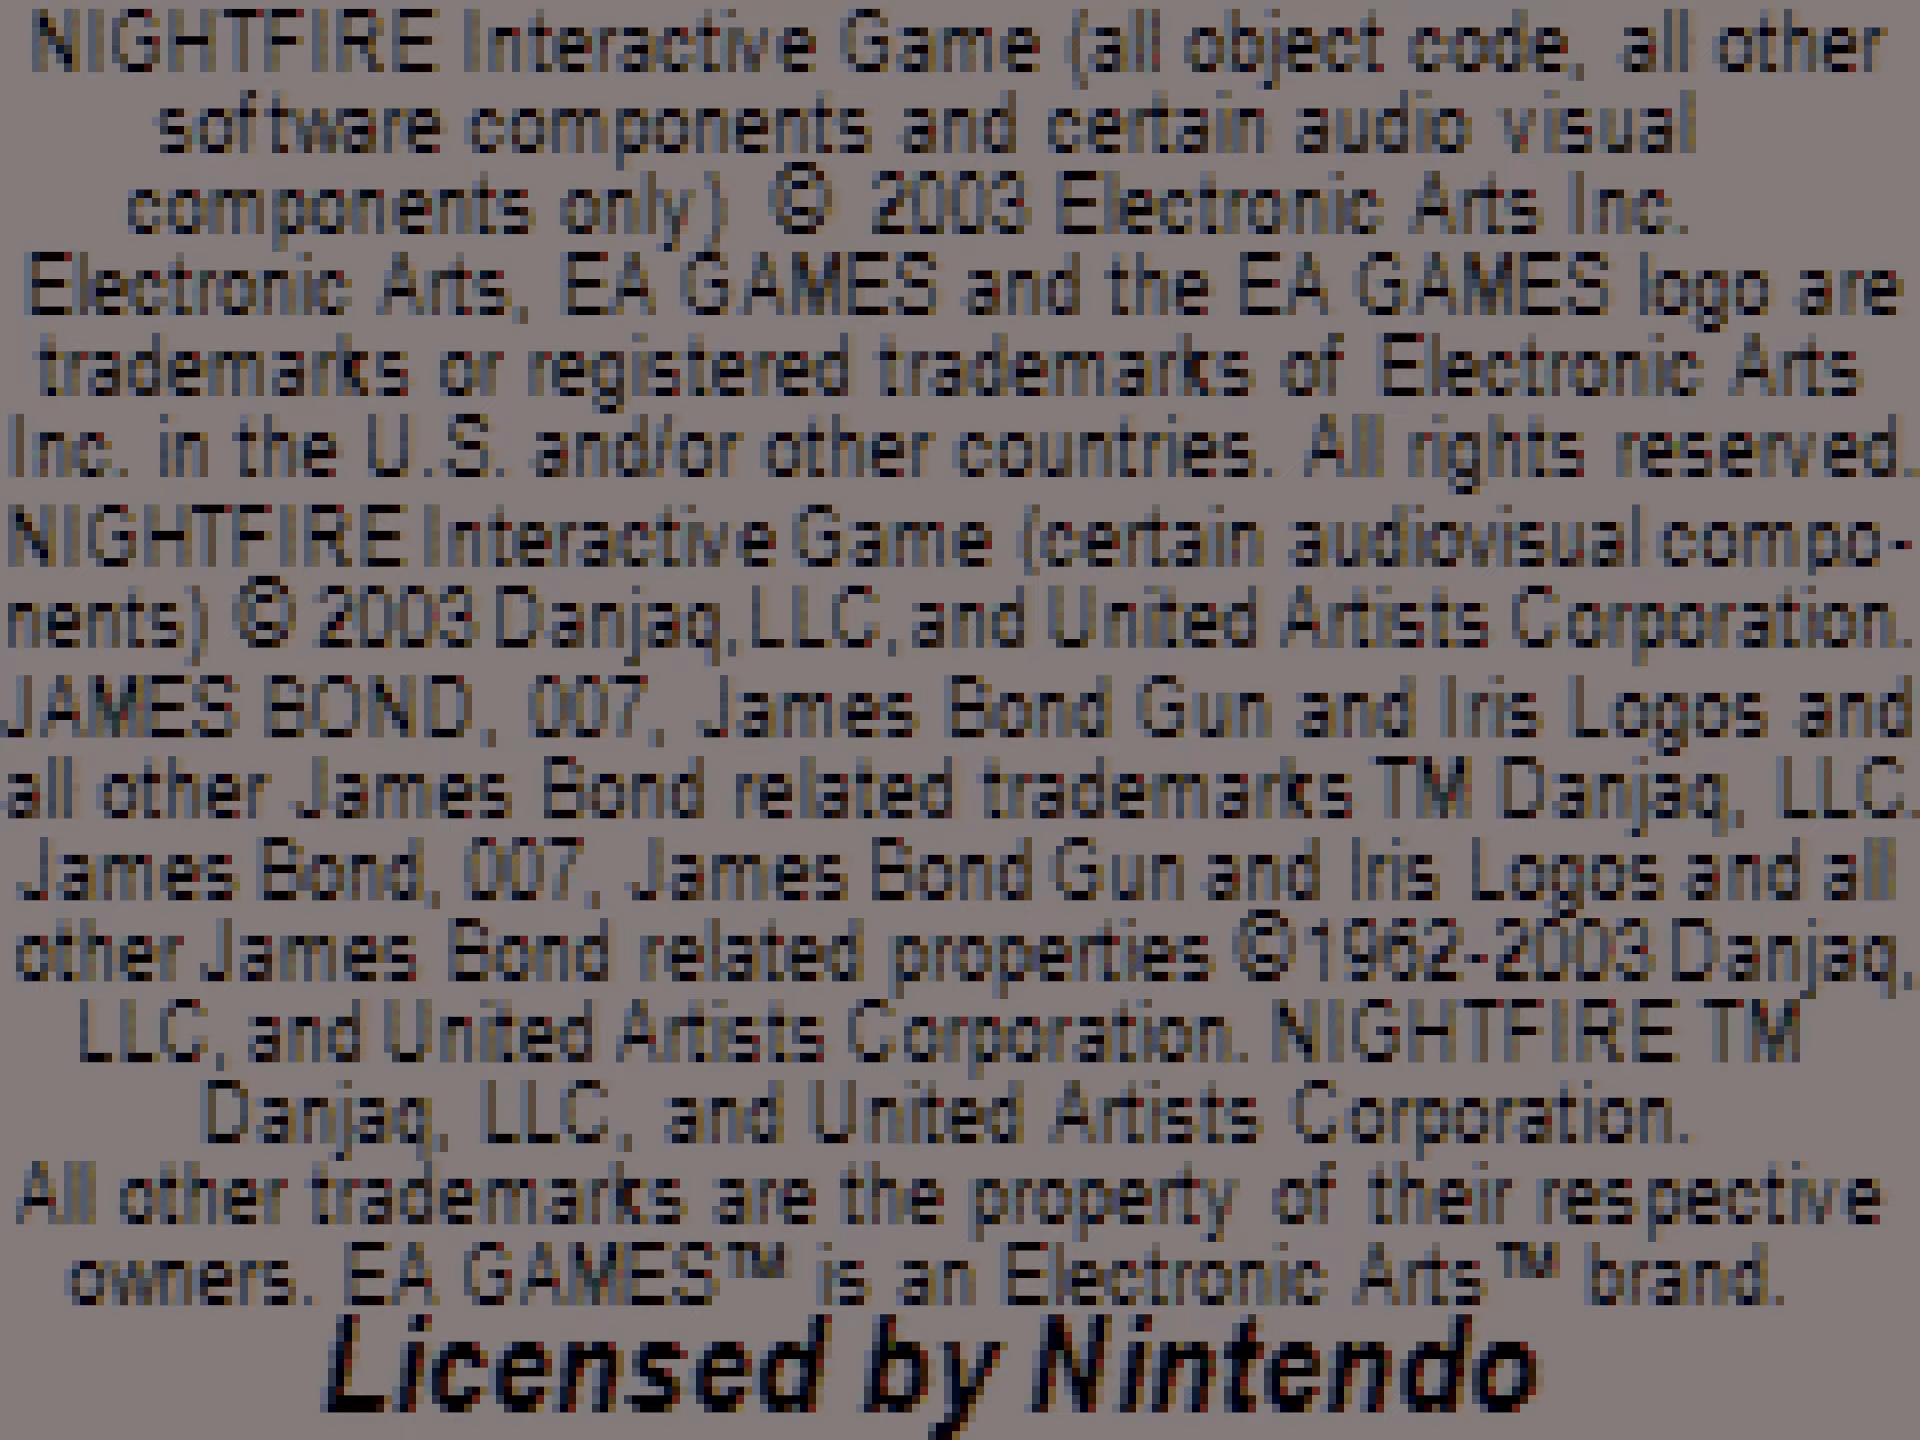 NIGHTFIRE Interactive Game (all object code, all other
software components and certain audio visual
components only) © 2003 Electronic Arts Inc.
Electronic Arts, EA GAMES and the EA GAMES logo are
trademarks or registered trademarks of Electronic Arts
Inc. in the U.S. and/or other countries. All rights reserved.
NIGHTFIRE Interactive Game (certain audiovisual compo-
nents) © 2003 Danjaq, LLC, and United Artists Corporation.
JAMES BOND, 007, James Bond Gun and Iris Logos and
all other James Bond related trademarks TM Danjaq, LLC.
James Bond, 007, James Bond Gun and Iris Logos and all
other James Bond related properties ©1962-2003 Danjaq,
LLC, and United Artists Corporation. NIGHTFIRE TM
Danjaq, LLC, and United Artists Corporation.
All other trademarks are the property of their respective
owners. EA GAMES™ is an Electronic Arts™ brand.
Licensed by Nintendo